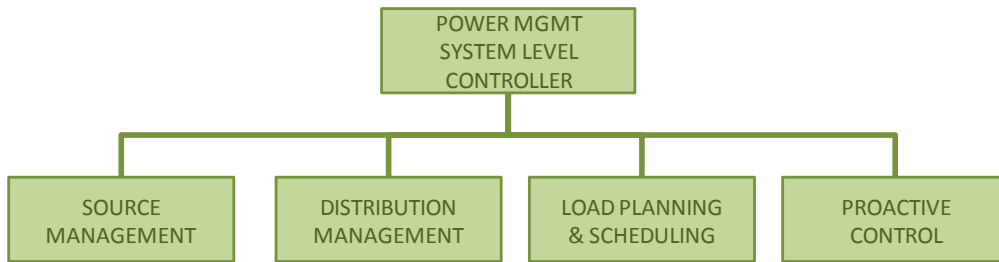 POWER MGMT
SYSTEM LEVEL
CONTROLLER
SOURCE
MANAGEMENT
DISTRIBUTION
MANAGEMENT
LOAD PLANNING
& SCHEDULING
PROACTIVE
CONTROL